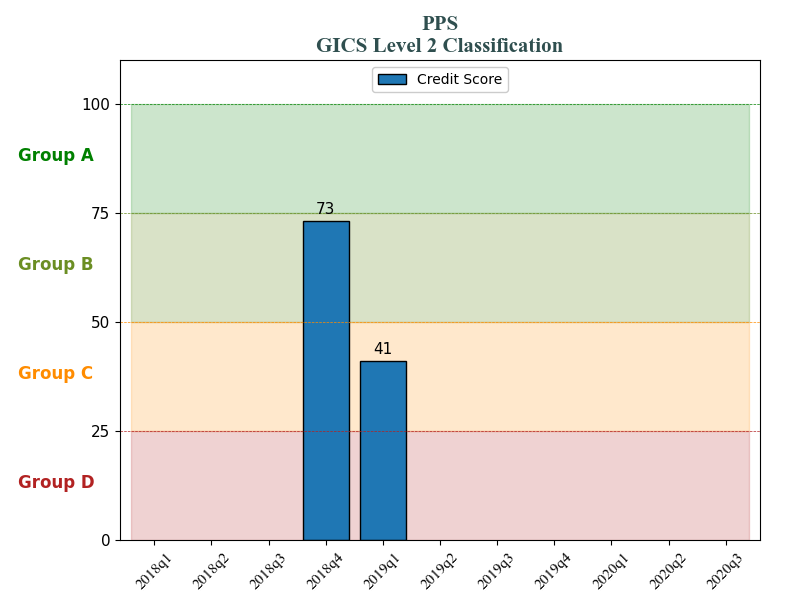 PPS
GICS Level 2 Classification
Credit Score
100
Group A
75
73
Group B
50
41
Group C
25
Group D
0
2018q1
2018q2
2018q3
2018q4
2019q1
2019q2
2019q3
2019q4
2020q1
2020q2
2020q3